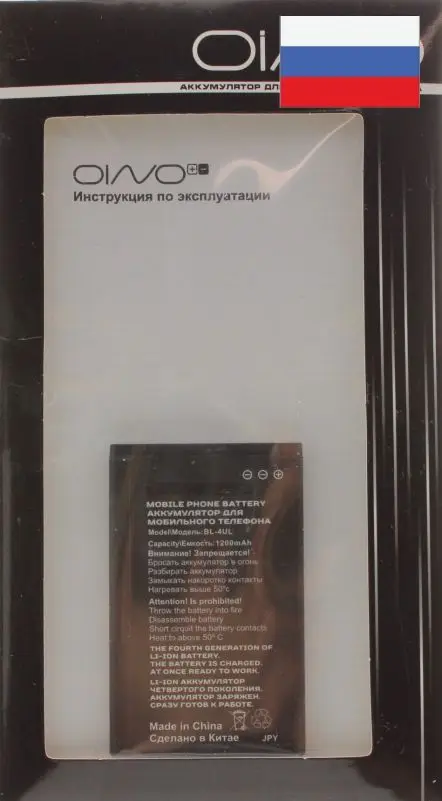 АККУМУЛЯТОР ДЛ
OINO
Инструкция по эксплуатации
MOBILE PHONE BATTERY
АККУМУЛЯТОР ДЛЯ
МОБИЛЬНОГО ТЕЛЕФОНА
Model\Модель: BL-4UL
Capacity\Емкость: 1200mAh
Внимание! Запрещается!
Бросать аккумулятор в огонь
Разбирать аккумулятор
Замыкать накоротко контакты
Нагревать выше 50°c
Attention! Is prohibited!
Throw the battery into fire
Disassemble battery
Short circuit the battery contacts
Heat to above 50° C
THE FOURTH GENERATION OF
LI-ION BATTERY.
THE BATTERY IS CHARGED.
AT ONCE READY TO WORK.
LI-ION АККУМУЛЯТОР
ЧЕТВЕРТОГО ПОКОЛЕНИЯ.
АККУМУЛЯТОР ЗАРЯЖЕН.
СРАЗУ ГОТОВ К РАБОТЕ.
Made in China
Сделано в Китае JPY